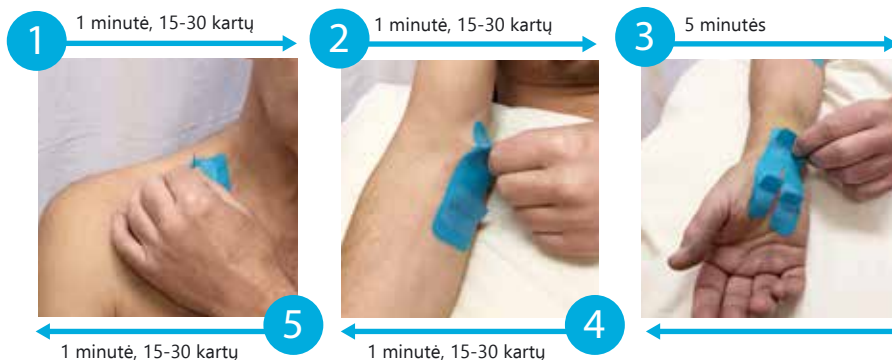 1
1 minutė, 15-30 kartų
2
1 minutė, 15-30 kartų
3
5 minutės
5
1 minutė, 15-30 kartų
4
1 minutė, 15-30 kartų